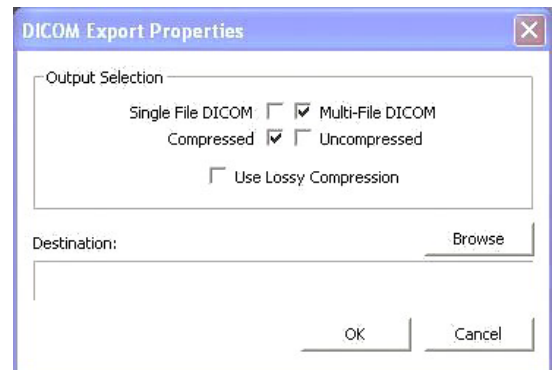 DICOM Export Properties
Output Selection
Single File DICOM Multi-File DICOM
Compressed Uncompressed
Use Lossy Compression
Destination: Browse
OK Cancel